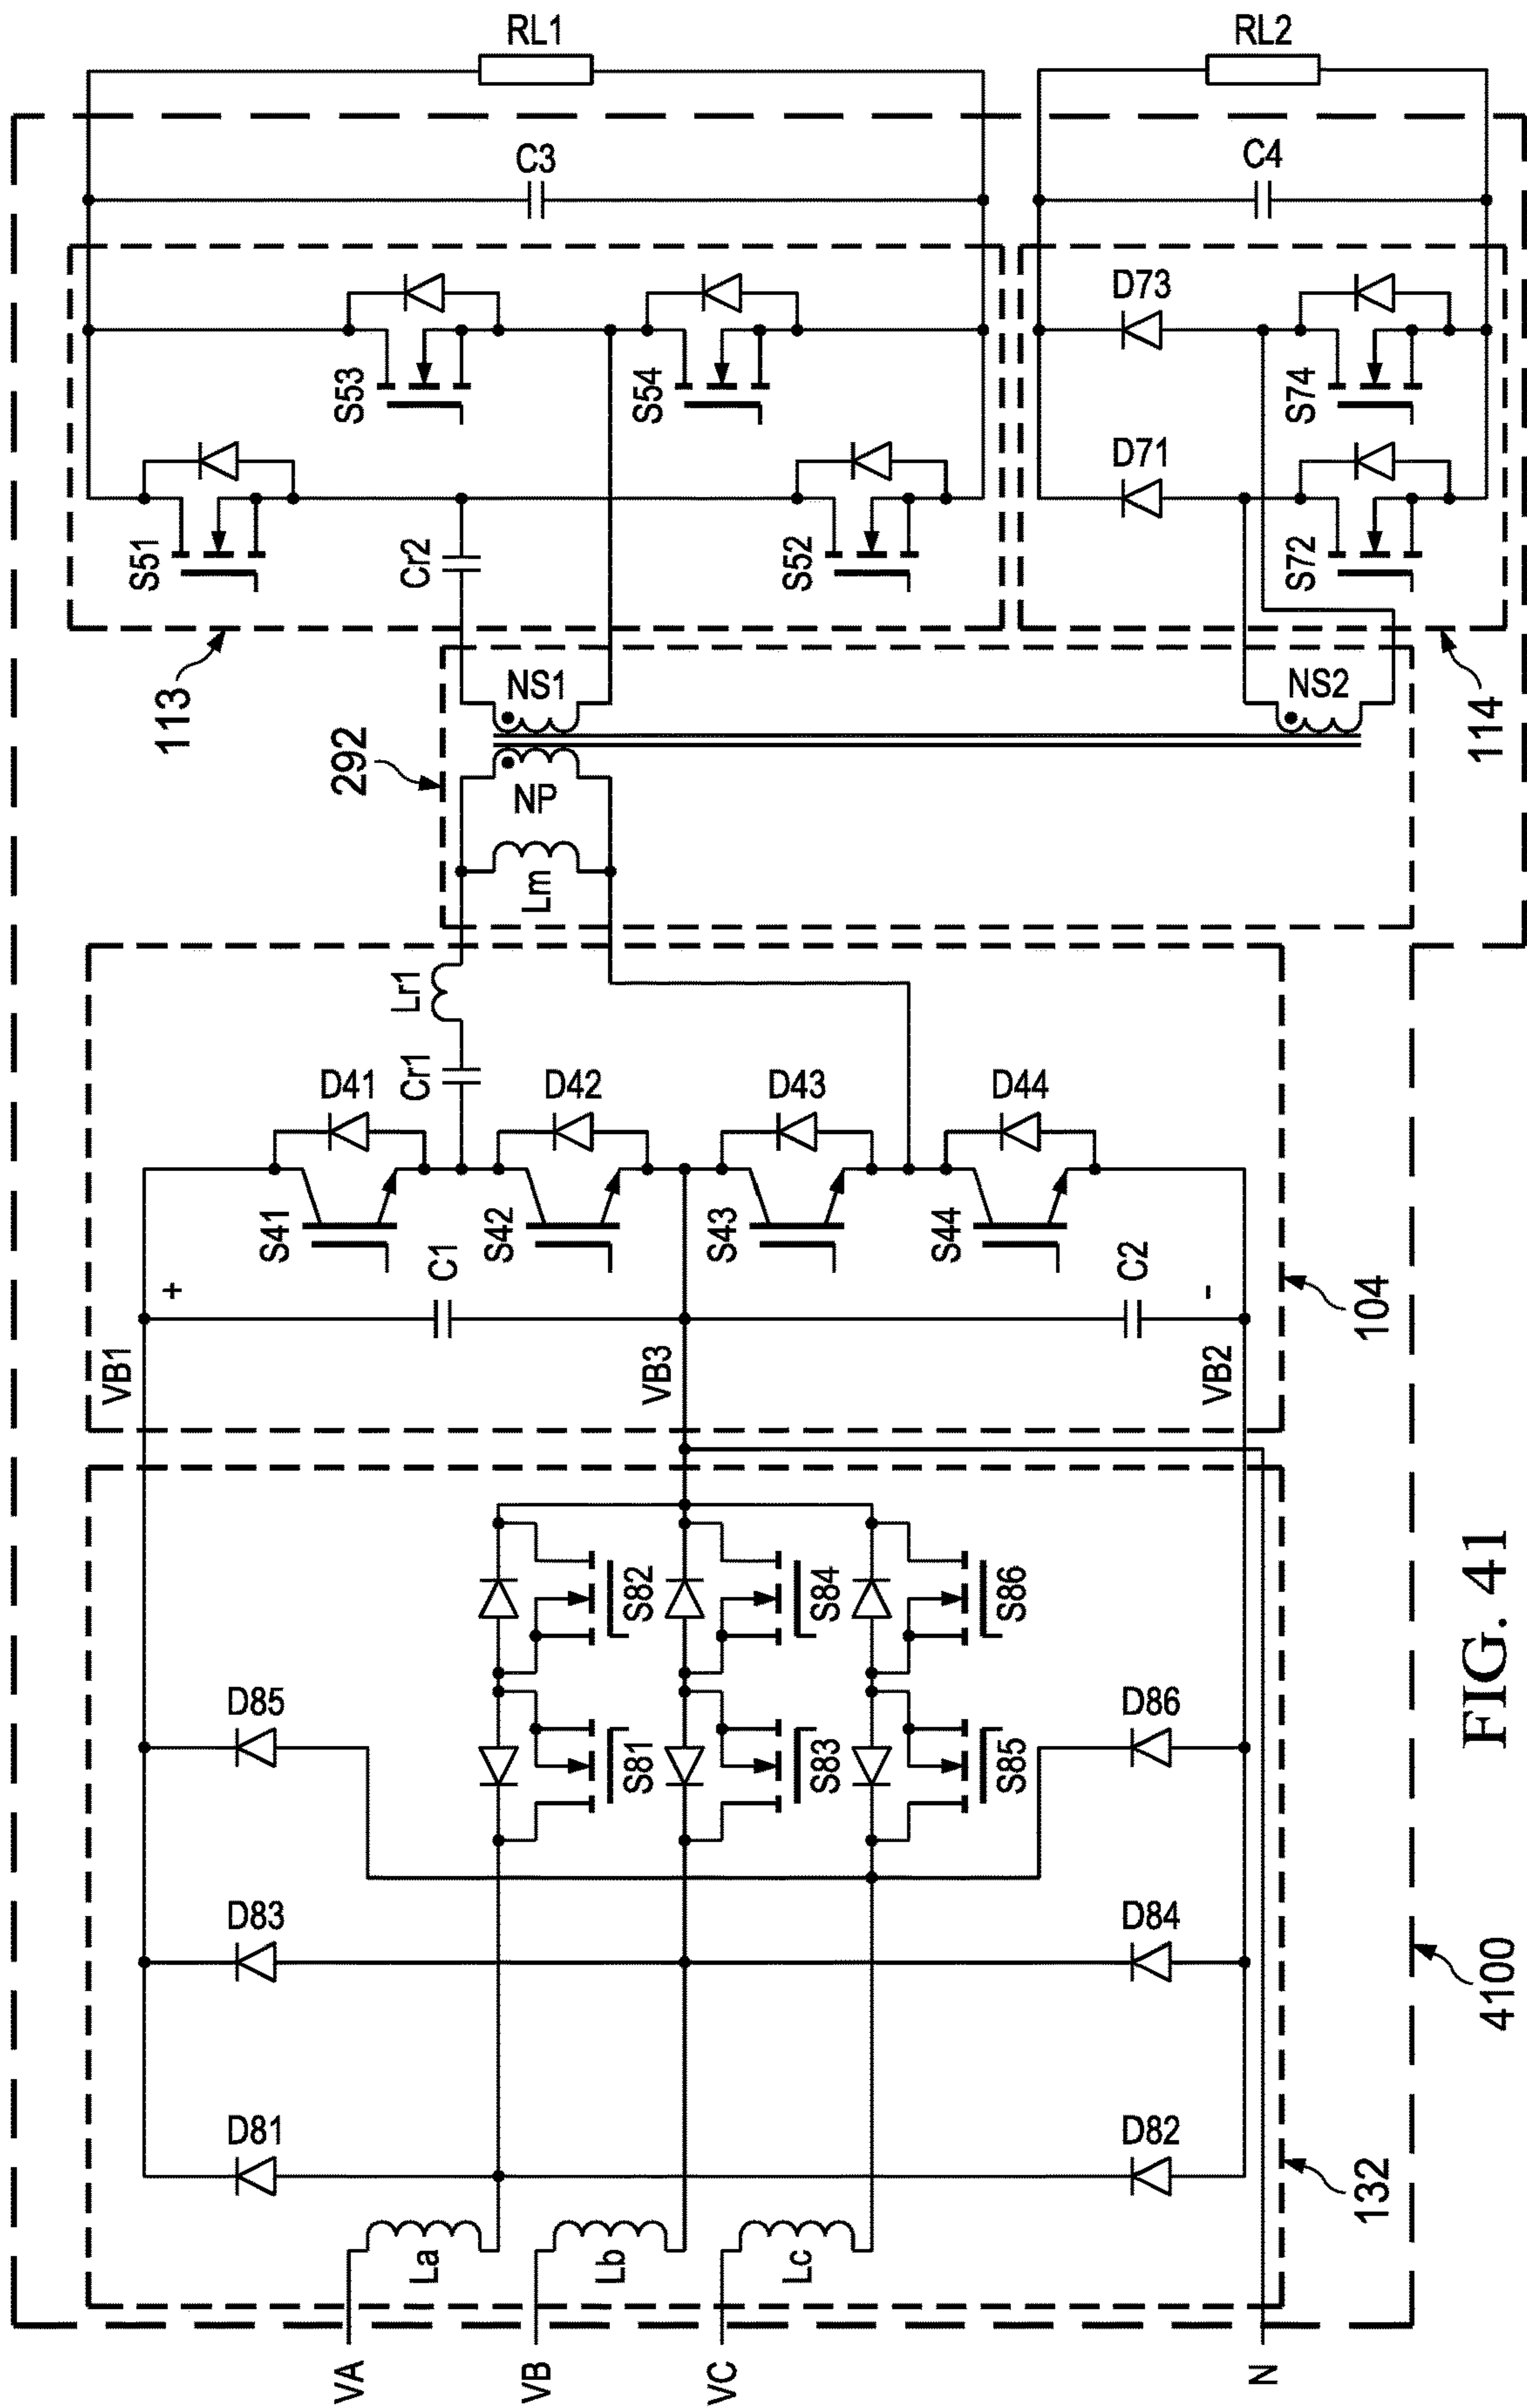 RL1
RL2
C3
C4
S51
S53
S54
S52
Cr2
D73
D71
S74
S72
113
114
NS1
NS2
292
NP
Lm
Lr1
Cr1
D41
D42
D43
D44
S41
S42
S43
S44
+
C1
C2
-
104
VB1
VB3
VB2
S82
S84
S86
S81
S83
S85
D85
D86
D83
D84
D81
D82
132
4100
La
Lb
Lc
VA
VB
VC
N
FIG. 41